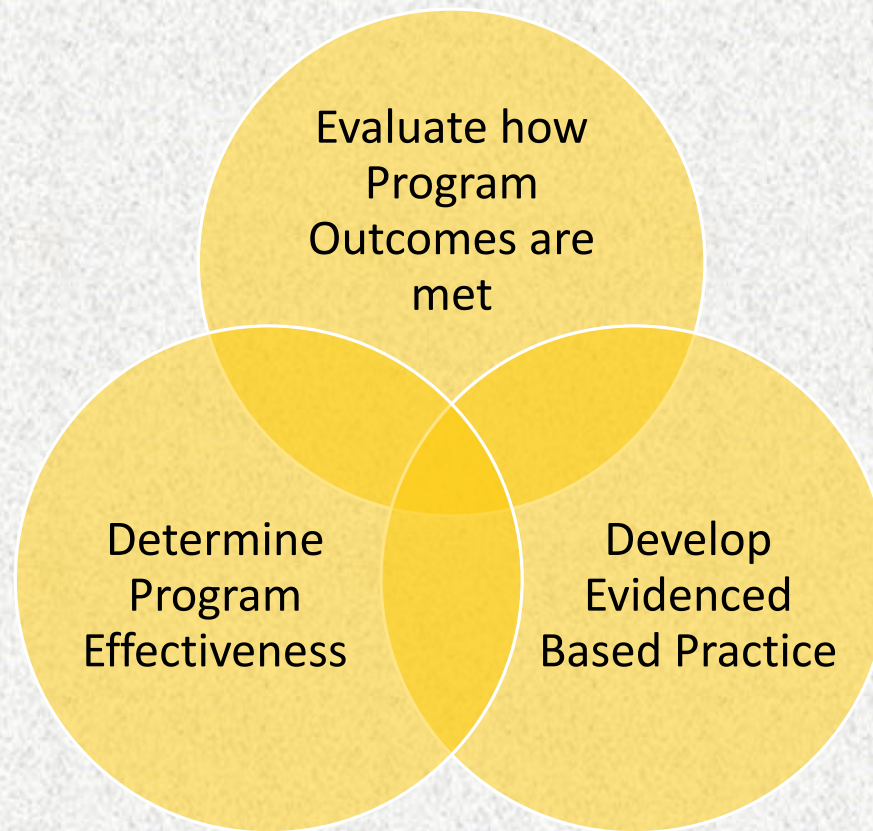 Evaluate how
Program
Outcomes are
met
Determine
Program
Effectiveness
Develop
Evidenced
Based Practice